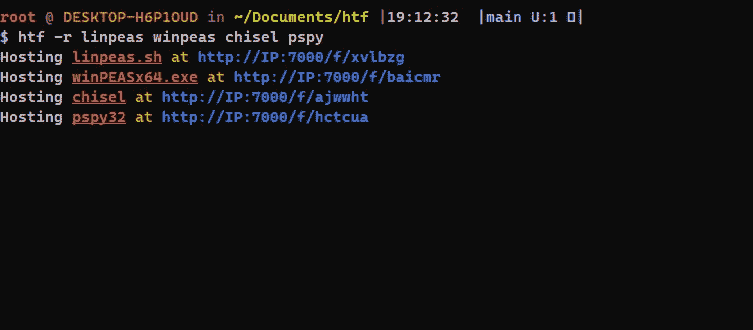 root @ DESKTOP-H6P1OUD in ~/Documents/htf |19:12:32  |main U:1 |
$ htf -r linpeas winpeas chisel pspy
Hosting linpeas.sh at http://IP:7000/f/xvlbzg
Hosting winPEASx64.exe at http://IP:7000/f/baicmr
Hosting chisel at http://IP:7000/f/ajwwht
Hosting pspy32 at http://IP:7000/f/hctcua